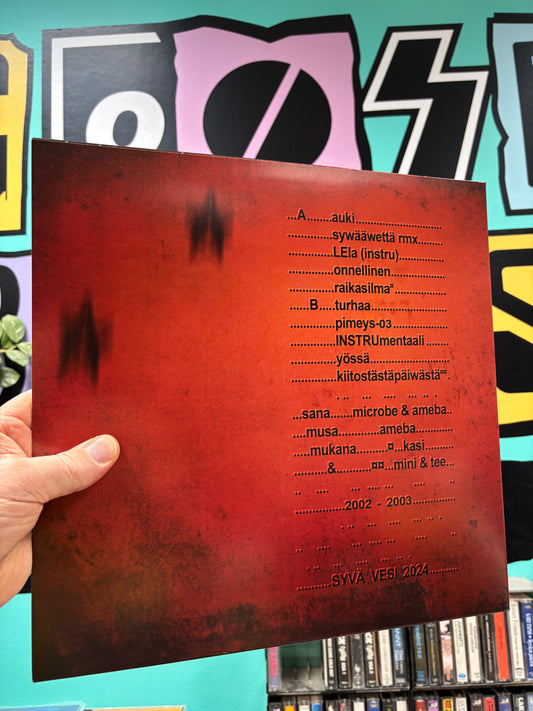 ...A........auki............................
..............sywääwettä rmx.......
..............LEla (instru)..............
..............onnellinen..................
..............raikasilma¤
.....B.....turhaa.......................
..............pimeys-03.................
..............INSTRUmentaali.......
..............yössä.........................
..............kiitostästäpäiwästä¤¤
...sana.......microbe & ameba..
....musa............ameba...........
.....mukana.........¤...kasi.........
..........&...........¤¤...mini & tee...
...............2002 - 2003.............
..........SYVÄ VESI 2024.........